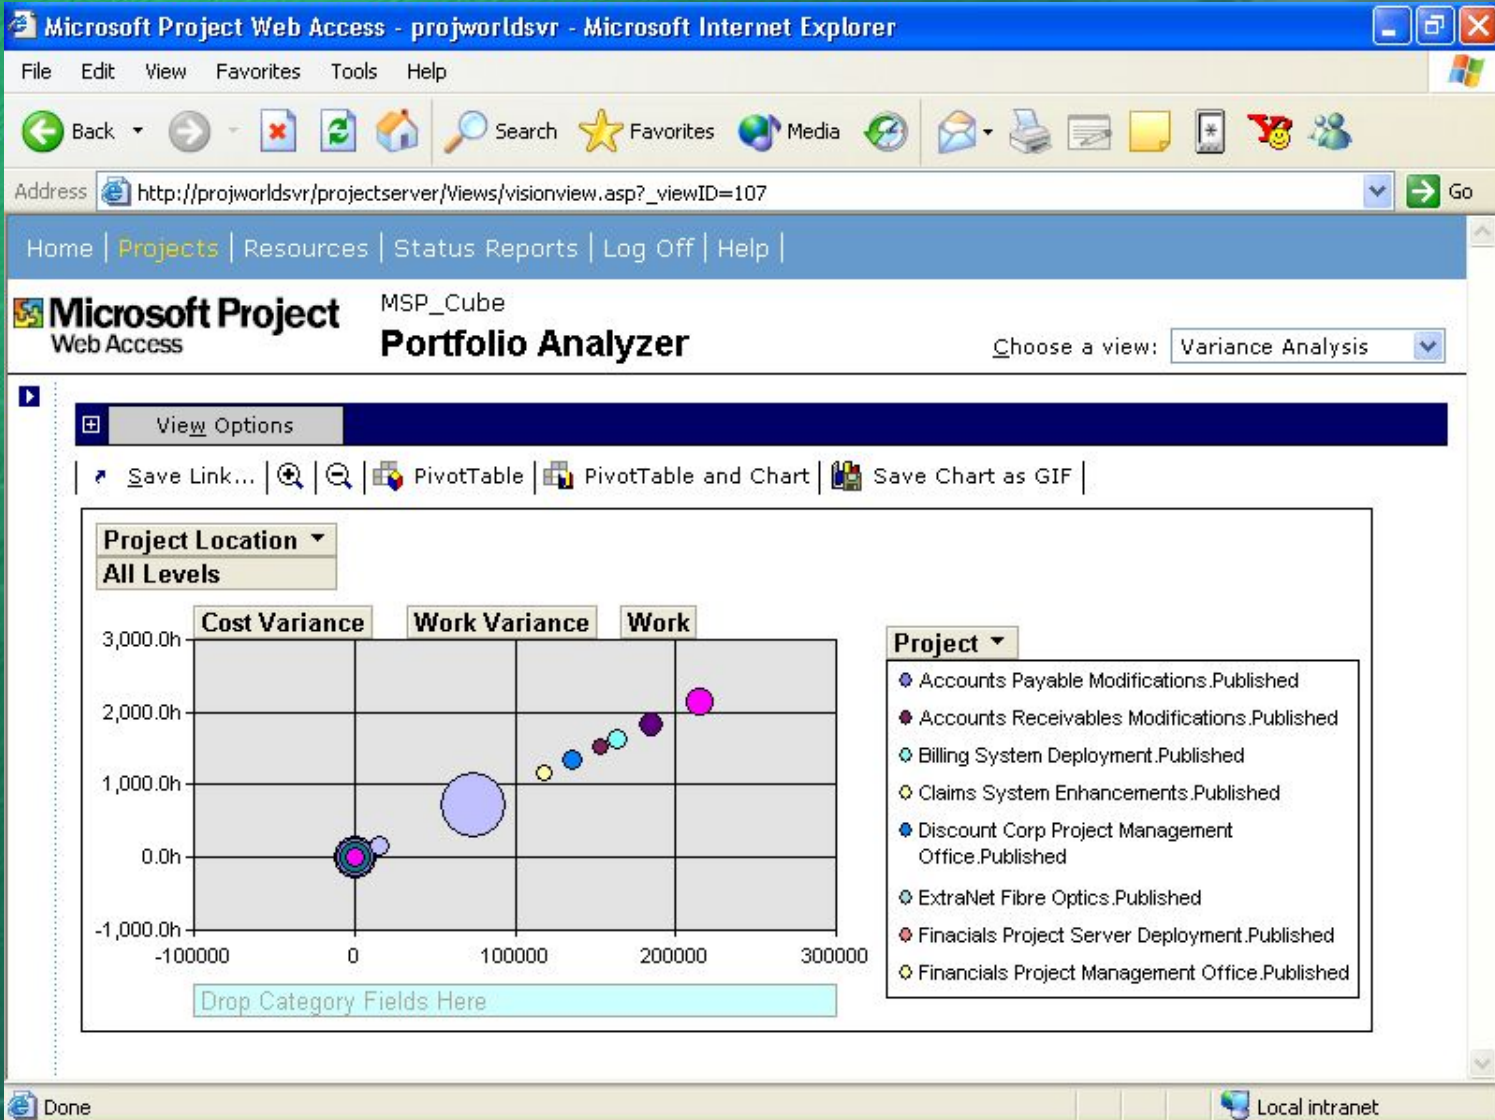 Microsoft Project Web Access - projworldsvr - Microsoft Internet Explorer
File Edit View Favorites Tools Help
Back Search Favorites Media
Address http://projworldsvr/projectserver/Views/visionview.asp?_viewID=107 Go
Home | Projects | Resources | Status Reports | Log Off | Help |
Microsoft Project
Web Access
MSP_Cube
Portfolio Analyzer
Choose a view: Variance Analysis
View Options
Save Link... PivotTable PivotTable and Chart Save Chart as GIF
Project Location
All Levels
Cost Variance Work Variance Work
3,000.0h
2,000.0h
1,000.0h
0.0h
-1,000.0h
-100000 0 100000 200000 300000
Drop Category Fields Here
Project
Accounts Payable Modifications.Published
Accounts Receivables Modifications.Published
Billing System Deployment.Published
Claims System Enhancements.Published
Discount Corp Project Management
Office.Published
ExtraNet Fibre Optics.Published
Finacials Project Server Deployment.Published
Financials Project Management Office.Published
Done Local intranet